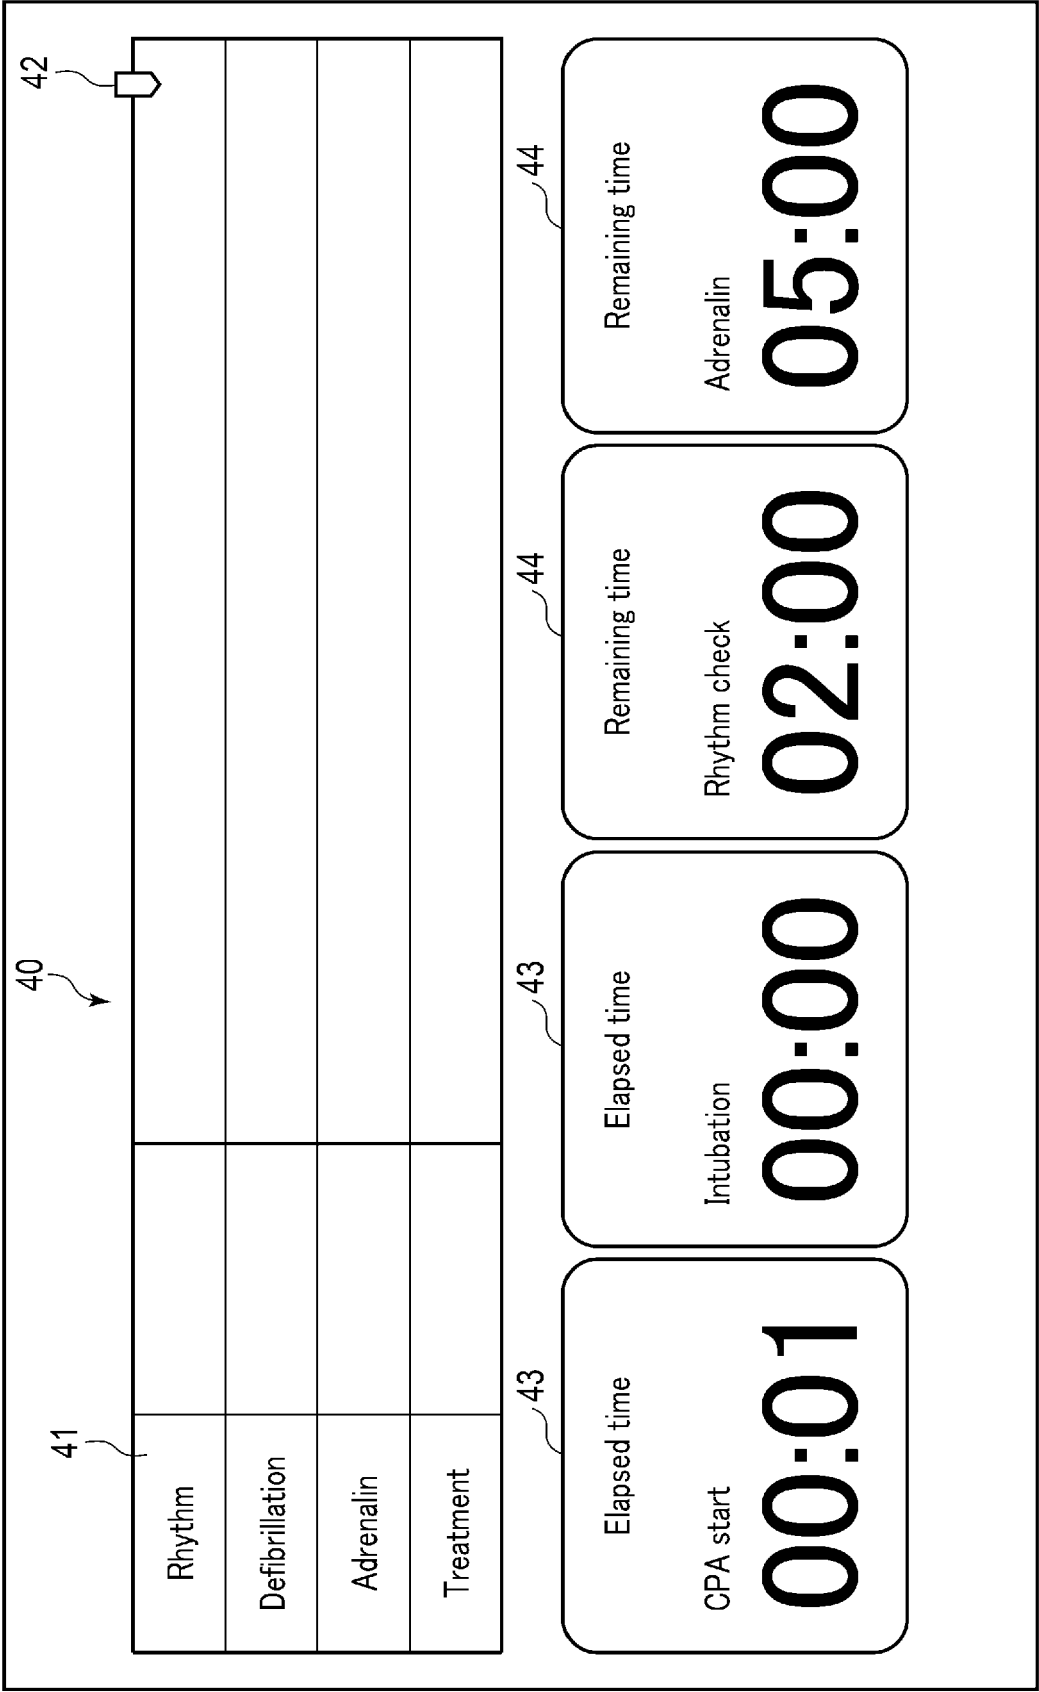 40
42
41
Rhythm
Defibrillation
Adrenalin
Treatment
43
43
44
44
Elapsed time
CPA start
00:01
Elapsed time
Intubation
00:00
Remaining time
Rhythm check
02:00
Remaining time
Adrenalin
05:00